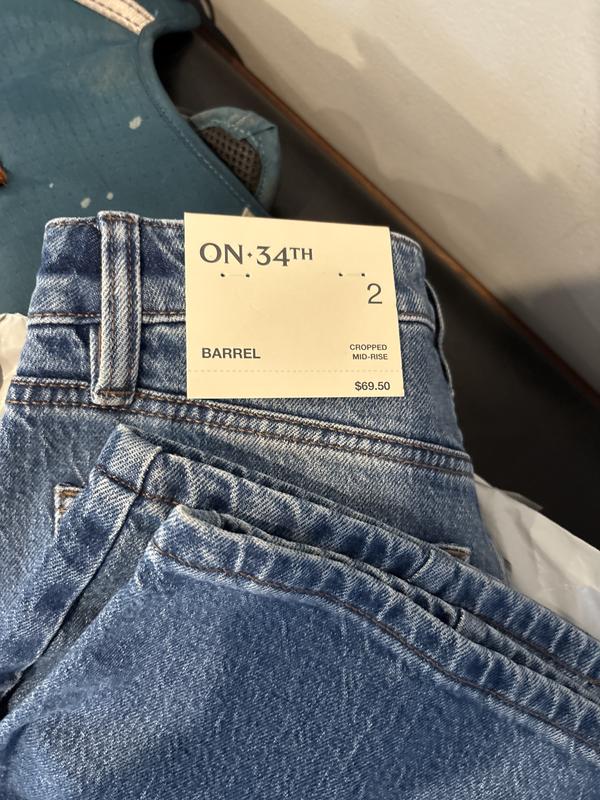 ON·34TH
2
BARREL
CROPPED
MID-RISE
$69.50